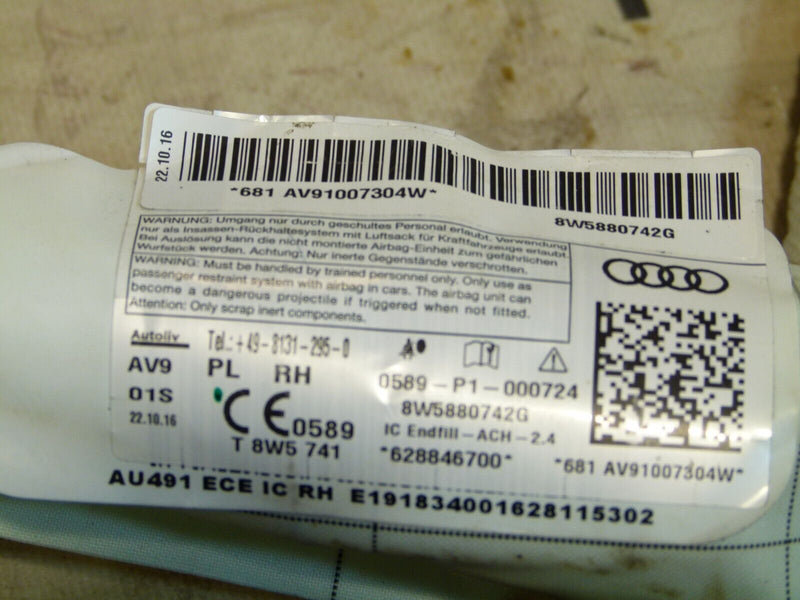 22.10.16
*681 AV91007304W*
8W5880742G
WARNUNG: Umgang nur durch geschultes Personal erlaubt. Verwendung
nur als Insassen-Rückhaltesystem mit Luftsack für Kraftfahrzeuge erlaubt.
Bei Auslösung kann die nicht montierte Airbag-Einheit zum gefährlichen
Wurfstück werden. Achtung: Nur inerte Gegenstände verschrotten.
WARNING: Must be handled by trained personnel only. Only use as
passenger restraint system with airbag in cars. The airbag unit can
become a dangerous projectile if triggered when not fitted.
Attention: Only scrap inert components.
Autoliv Tel.: +49-8131-295-0
AV9 PL RH 0589-P1-000724
01S CE0589 8W5880742G
22.10.16 IC Endfill-ACH-2.4
T 8W5 741 *628846700* *681 AV91007304W*
AU491 ECE IC RH E1918340016281153​02